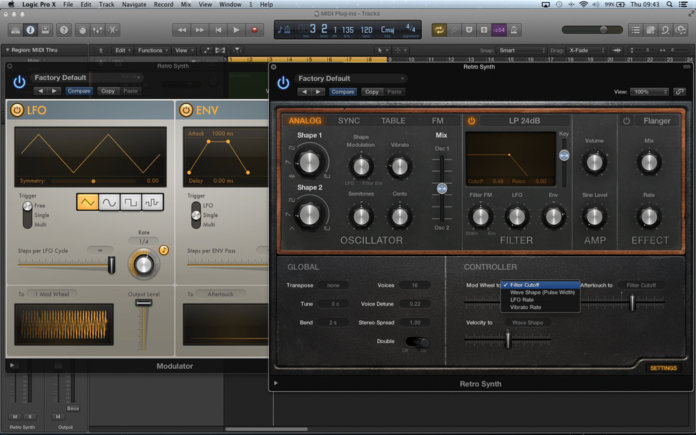 Logic Pro X File Edit Track Navigate Record Mix View Window 1 Help
99% Thu 09:43
MIDI Plug-ins - Tracks
3 2 1 135 120 Cmaj 4/4
Region: MIDI Thru Edit Functions View Snap: Smart Drag: X-Fade
Retro Synth
Factory Default
Compare Copy Paste
LFO
Symmetry: 0.00
Trigger
Free
Single
Multi
Steps per LFO Cycle
Rate
1/4
To 1 Mod Wheel Output Level
ENV
Attack 1000 ms
Delay 0.00 ms
Trigger
LFO
Single
Multi
Steps per ENV Pass
To Aftertouch
Modulator
Retro Synth
Factory Default
Compare Copy Paste View: 100%
ANALOG SYNC TABLE FM
Shape 1
Shape Modulation
Vibrato
Mix
Osc 1
LFO Filter Env
Shape 2
Semitones
Cents
Osc 2
OSCILLATOR
LP 24dB
Key
Cutoff: 0.48
Filter FM LFO Env
FILTER
Volume
Sine Level
AMP
Flanger
Mix
Rate
EFFECT
GLOBAL
Transpose none Voices 16
Tune 0 c Voice Detune 0.23
Bend 2 s Stereo Spread 1.00
Double
Off On
CONTROLLER
Mod Wheel to ✓ Filter Cutoff
Wave Shape (Pulse Width)
LFO Rate
Vibrato Rate
Aftertouch to Filter Cutoff
Velocity to Wave Shape
SETTINGS
Retro Synth
Bnce
M S M
Retro Synth Output